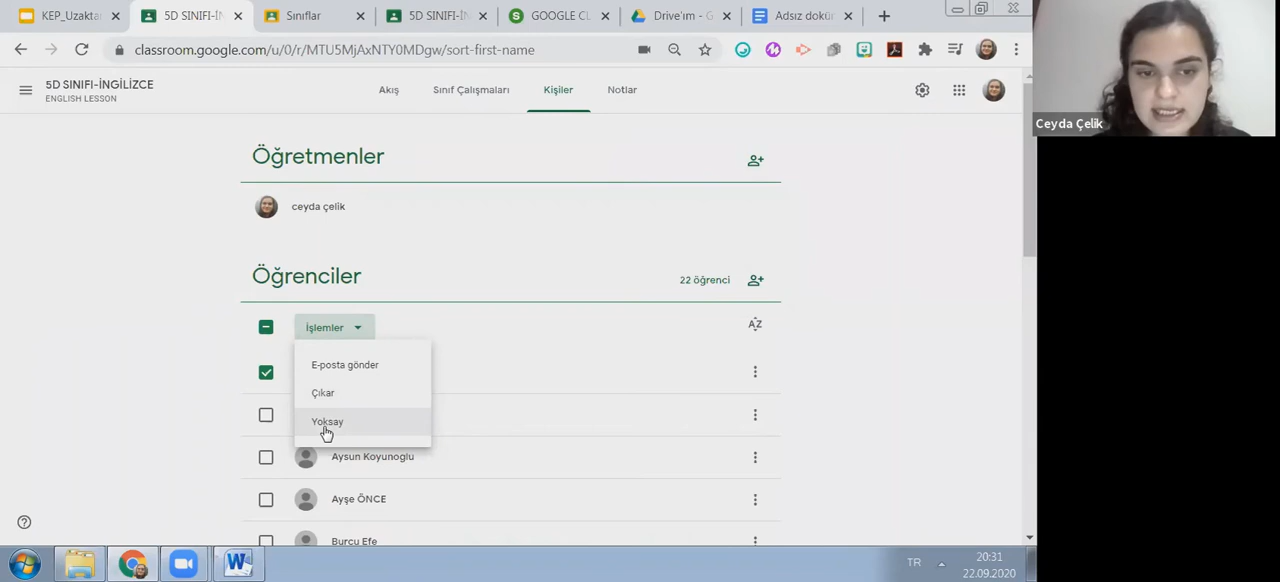 KEP_Uzakta
5D SINIFI-İN
Sınıflar
5D SINIFI-İN
GOOGLE CL
Drive'ım - G
Adsız dokü
classroom.google.com/u/0/r/MTU5MjAxNTY0MDgw/sort-first-name
5D SINIFI-İNGİLİZCE
ENGLISH LESSON
Akış
Sınıf Çalışmaları
Kişiler
Notlar
Ceyda Çelik
Öğretmenler
ceyda çelik
Öğrenciler
22 öğrenci
İşlemler
AZ
E-posta gönder
Çıkar
Yoksay
Aysun Koyunoglu
Ayşe ÖNCE
Burcu Efe
TR
20:31
22.09.2020